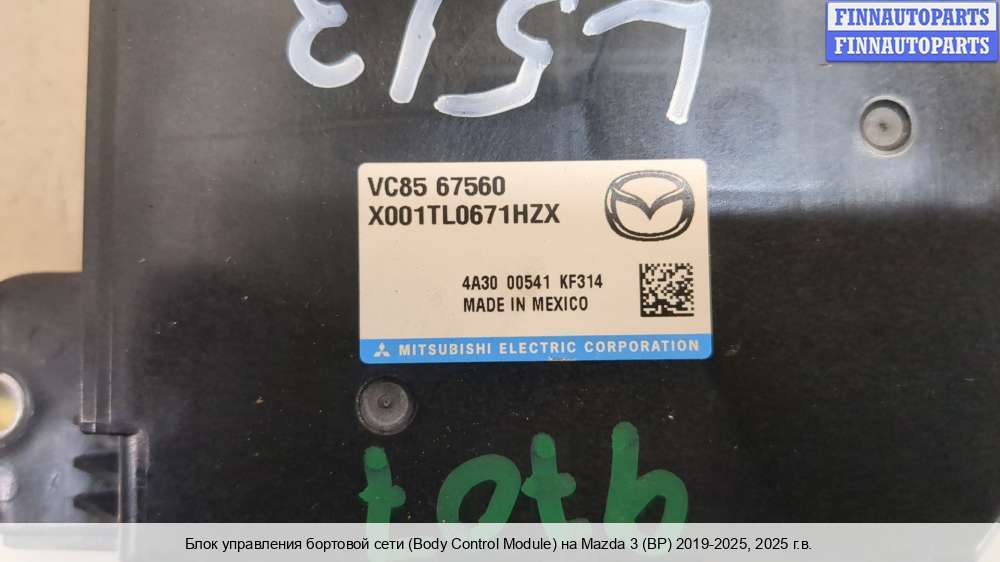 FINNAUTOPARTS
FINNAUTOPARTS
L513
VC85 67560
X001TL0671HZX
4A30 00541 KF314
MADE IN MEXICO
MITSUBISHI ELECTRIC CORPORATION
Блок управления бортовой сети (Body Control Module) на Mazda 3 (BP) 2019-2025, 2025 г.в.